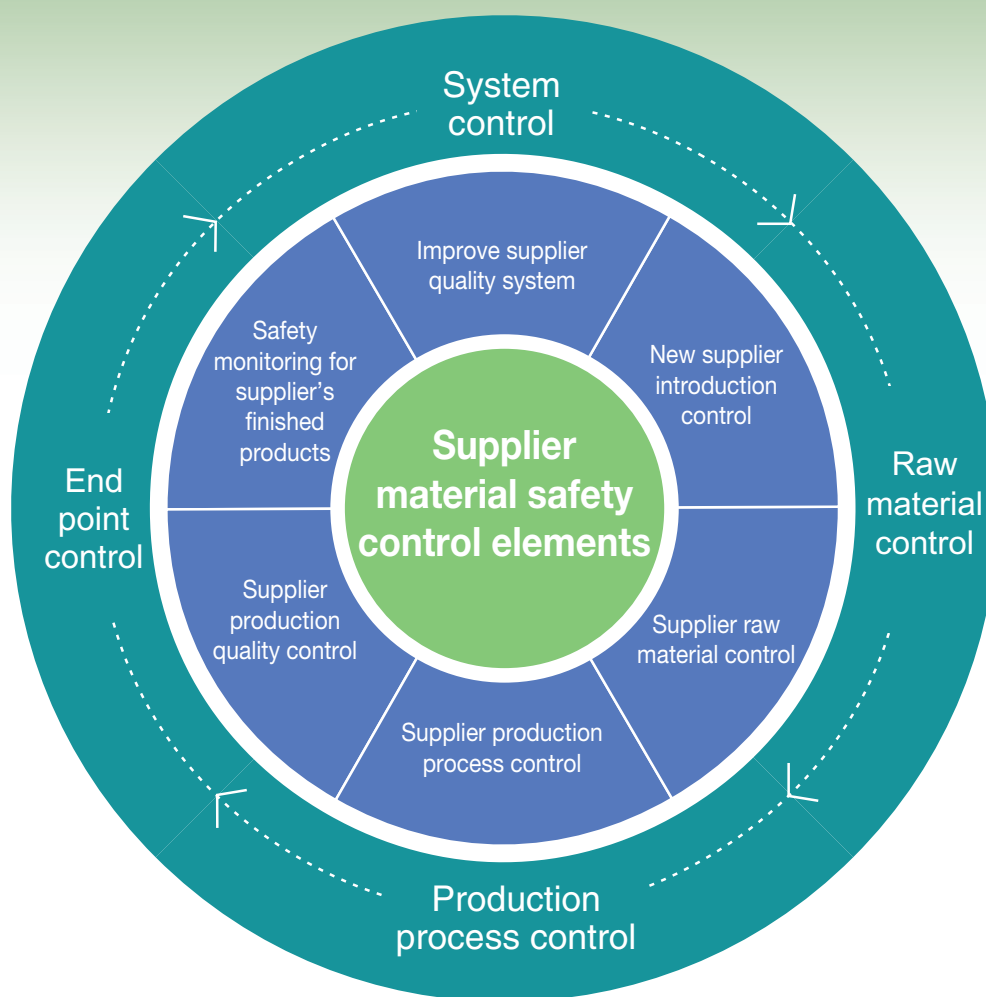 System
control
Improve supplier
quality system
Safety
monitoring for
supplier’s
finished
products
New supplier
introduction
control
Supplier
material safety
control elements
End
point
control
Raw
material
control
Supplier
production
quality control
Supplier raw
material control
Supplier production
process control
Production
process control